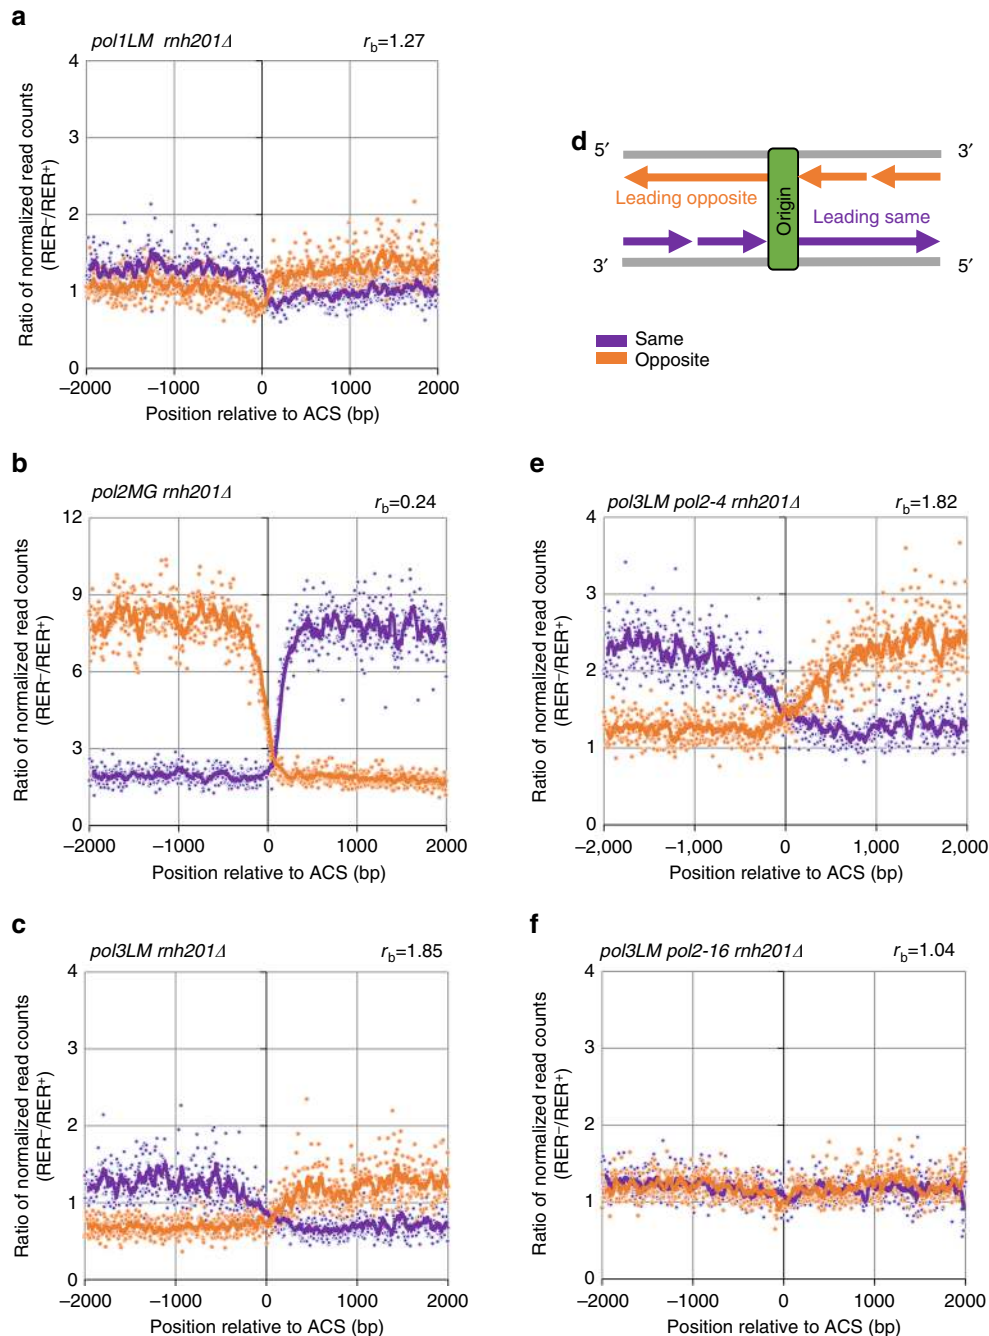 a
pol1LM rnh201Δ
rb=1.27
Ratio of normalized read counts
(RER−/RER+)
4
3
2
1
0
−2000
−1000
0
1000
2000
Position relative to ACS (bp)
d
5′
3′
Leading opposite
Origin
Leading same
3′
5′
Same
Opposite
b
pol2MG rnh201Δ
rb=0.24
Ratio of normalized read counts
(RER−/RER+)
12
9
6
3
0
−2000
−1000
0
1000
2000
Position relative to ACS (bp)
e
pol3LM pol2-4 rnh201Δ
rb=1.82
Ratio of normalized read counts
(RER−/RER+)
4
3
2
1
0
−2,000
−1,000
0
1,000
2,000
Position relative to ACS (bp)
c
pol3LM rnh201Δ
rb=1.85
Ratio of normalized read counts
(RER−/RER+)
4
3
2
1
0
−2000
−1000
0
1000
2000
Position relative to ACS (bp)
f
pol3LM pol2-16 rnh201Δ
rb=1.04
Ratio of normalized read counts
(RER−/RER+)
4
3
2
1
0
−2000
−1000
0
1000
2000
Position relative to ACS (bp)